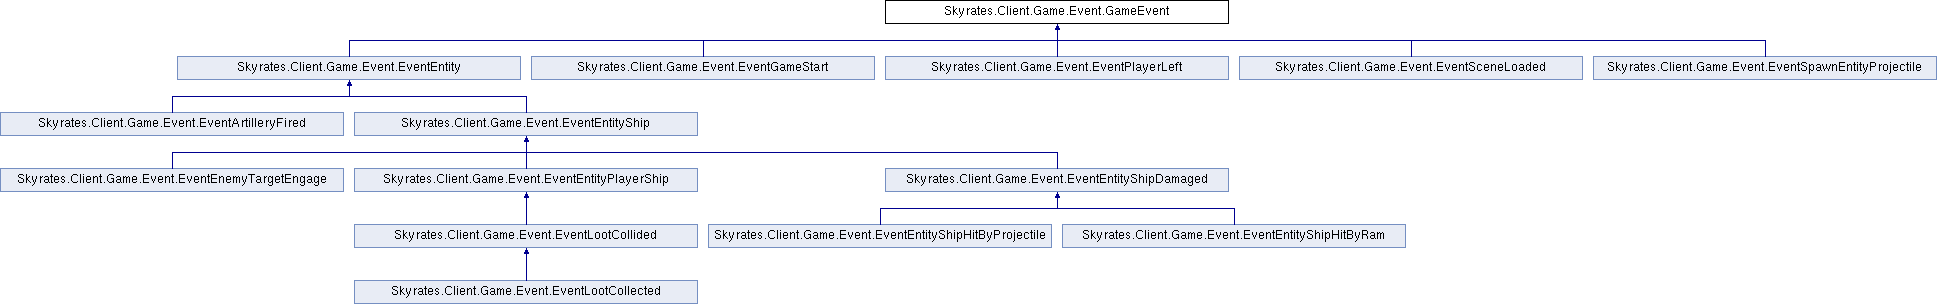 Skyrates.Client.Game.Event.GameEvent
Skyrates.Client.Game.Event.EventEntity
Skyrates.Client.Game.Event.EventGameStart
Skyrates.Client.Game.Event.EventPlayerLeft
Skyrates.Client.Game.Event.EventSceneLoaded
Skyrates.Client.Game.Event.EventSpawnEntityProjectile
Skyrates.Client.Game.Event.EventArtilleryFired
Skyrates.Client.Game.Event.EventEntityShip
Skyrates.Client.Game.Event.EventEnemyTargetEngage
Skyrates.Client.Game.Event.EventEntityPlayerShip
Skyrates.Client.Game.Event.EventEntityShipDamaged
Skyrates.Client.Game.Event.EventLootCollided
Skyrates.Client.Game.Event.EventEntityShipHitByProjectile
Skyrates.Client.Game.Event.EventEntityShipHitByRam
Skyrates.Client.Game.Event.EventLootCollected